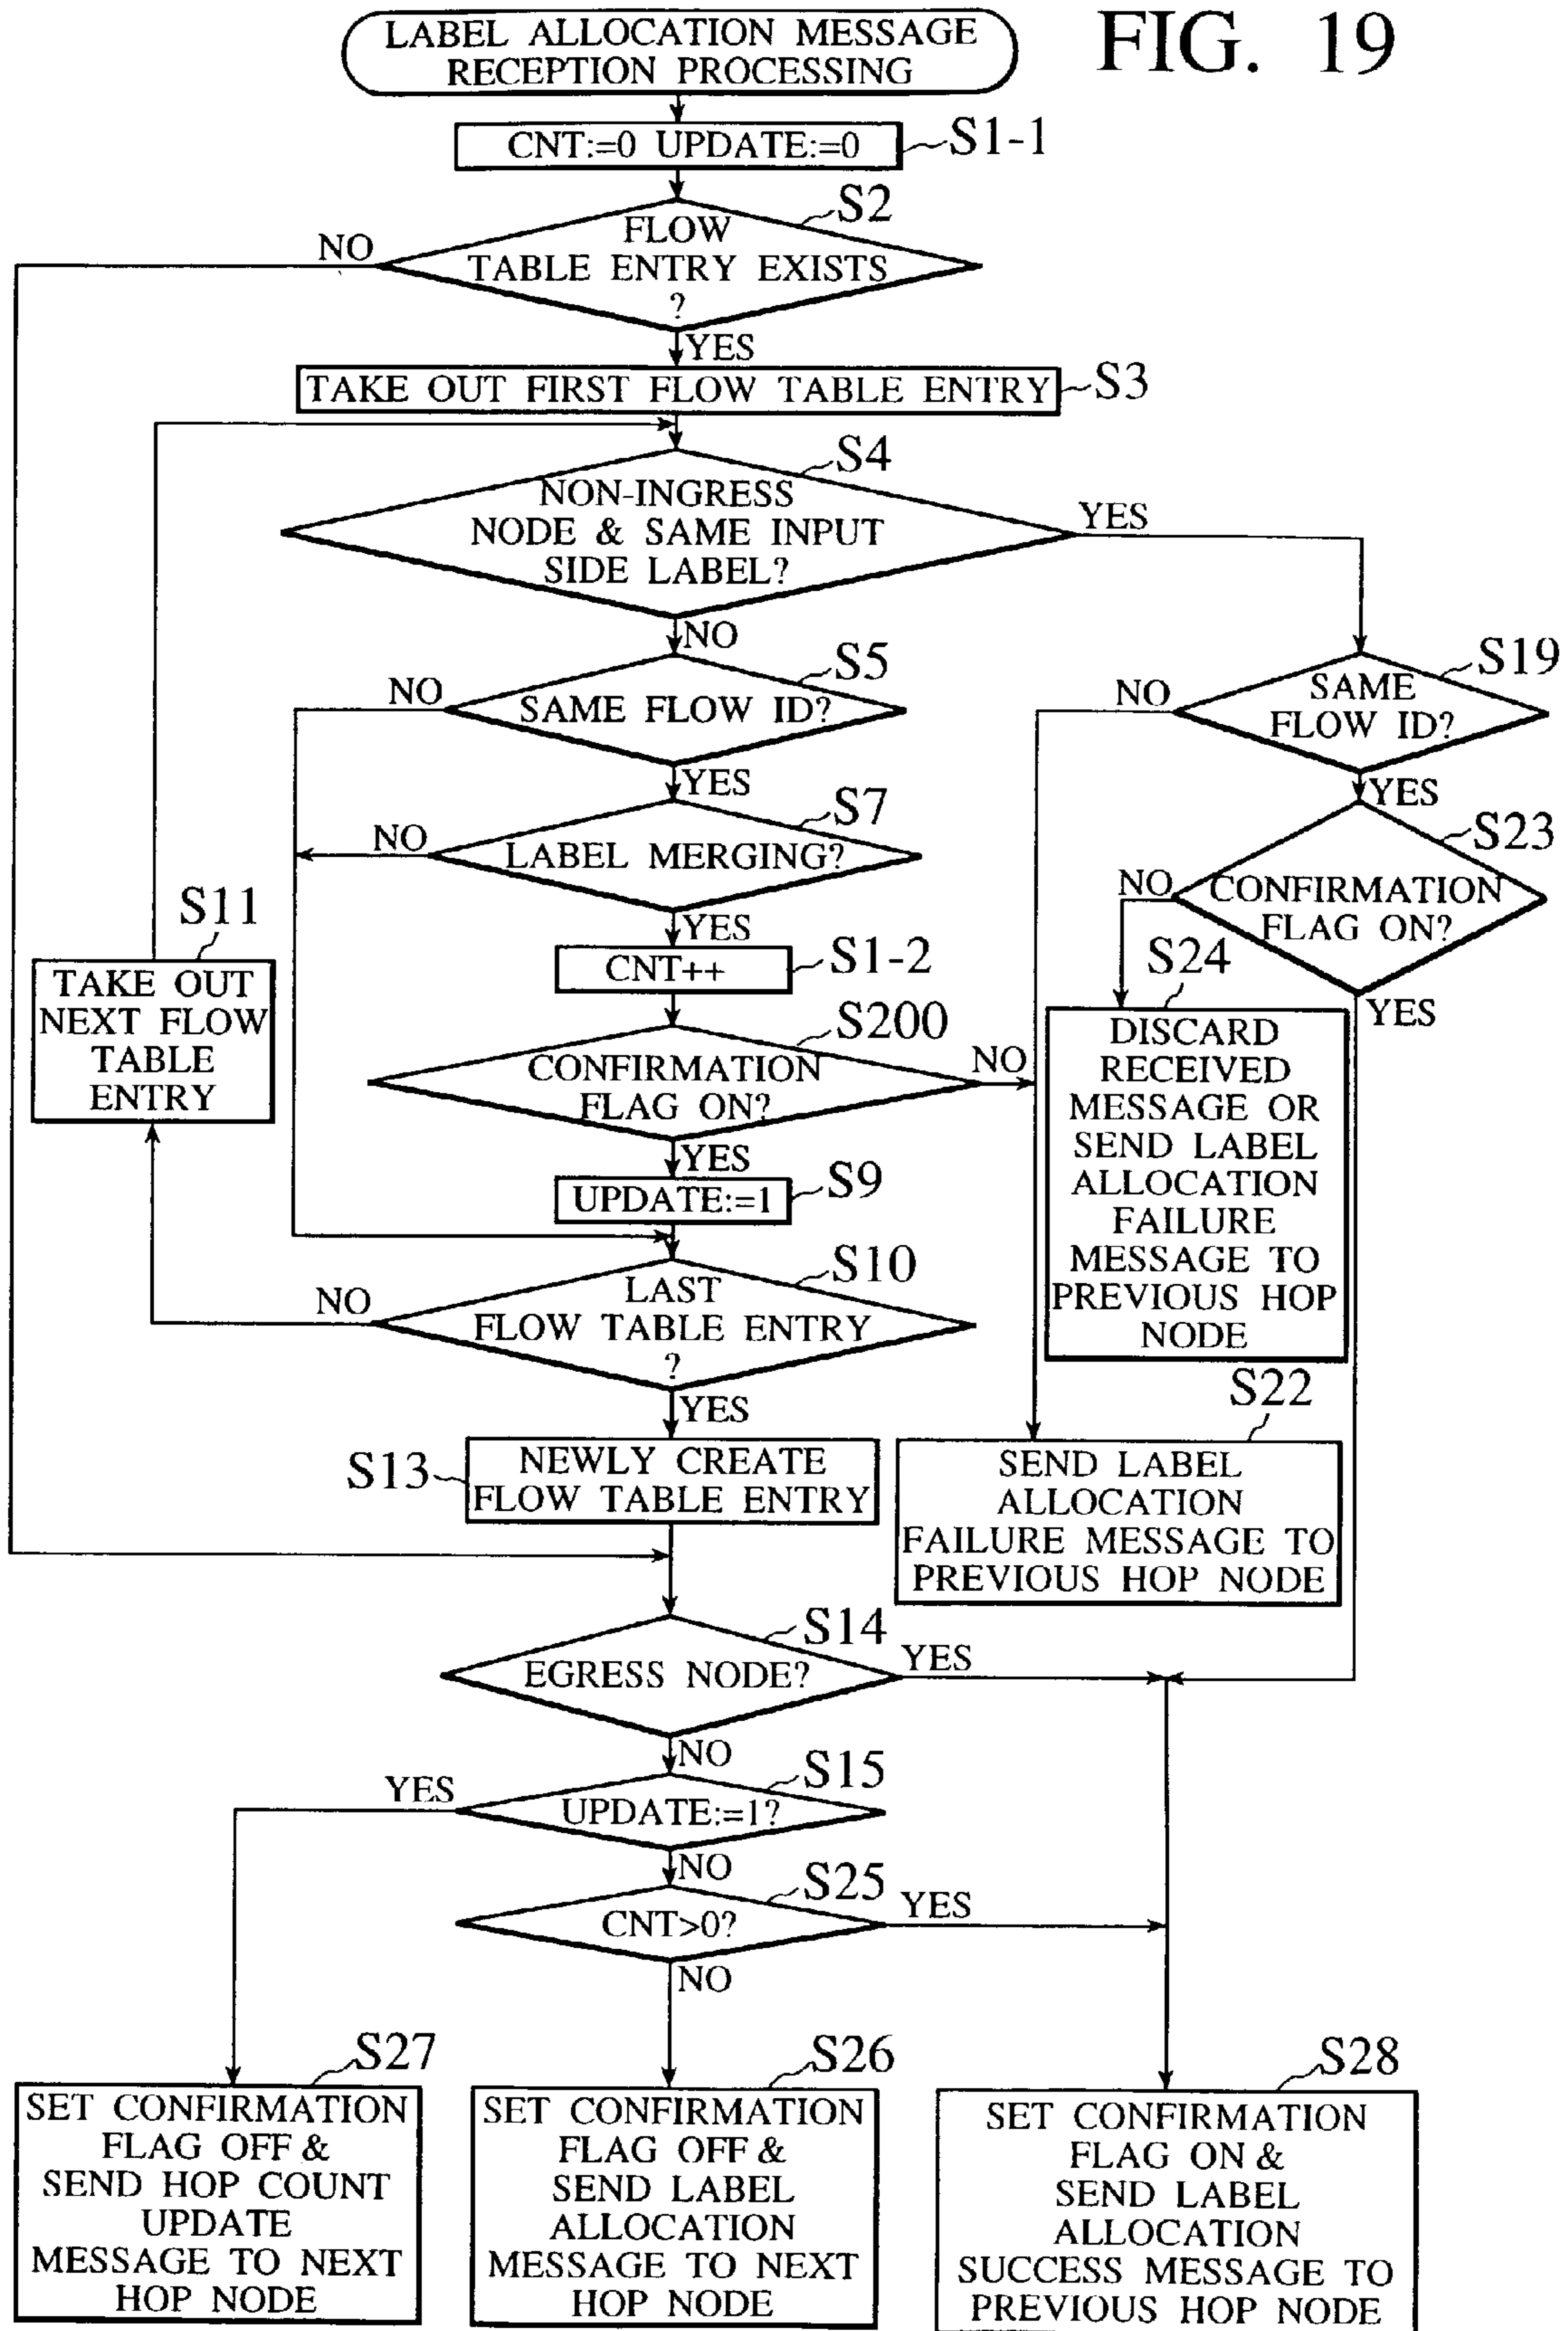 FIG. 19
LABEL ALLOCATION MESSAGE
RECEPTION PROCESSING
CNT:=0 UPDATE:=0
S1-1
S2
FLOW
TABLE ENTRY EXISTS
?
NO
YES
TAKE OUT FIRST FLOW TABLE ENTRY
S3
S4
NON-INGRESS
NODE & SAME INPUT
SIDE LABEL?
YES
NO
S5
SAME FLOW ID?
NO
YES
S19
SAME
FLOW ID?
NO
YES
S7
LABEL MERGING?
NO
YES
S23
CONFIRMATION
FLAG ON?
NO
YES
S11
TAKE OUT
NEXT FLOW
TABLE
ENTRY
CNT++
S1-2
S200
CONFIRMATION
FLAG ON?
NO
YES
S24
DISCARD
RECEIVED
MESSAGE OR
SEND LABEL
ALLOCATION
FAILURE
MESSAGE TO
PREVIOUS HOP
NODE
UPDATE:=1
S9
S10
LAST
FLOW TABLE ENTRY
?
NO
YES
S13
NEWLY CREATE
FLOW TABLE ENTRY
S22
SEND LABEL
ALLOCATION
FAILURE MESSAGE TO
PREVIOUS HOP NODE
S14
EGRESS NODE?
YES
NO
S15
UPDATE:=1?
YES
NO
S25
CNT>0?
YES
NO
S27
SET CONFIRMATION
FLAG OFF &
SEND HOP COUNT
UPDATE
MESSAGE TO NEXT
HOP NODE
S26
SET CONFIRMATION
FLAG OFF &
SEND LABEL
ALLOCATION
MESSAGE TO NEXT
HOP NODE
S28
SET CONFIRMATION
FLAG ON &
SEND LABEL
ALLOCATION
SUCCESS MESSAGE TO
PREVIOUS HOP NODE